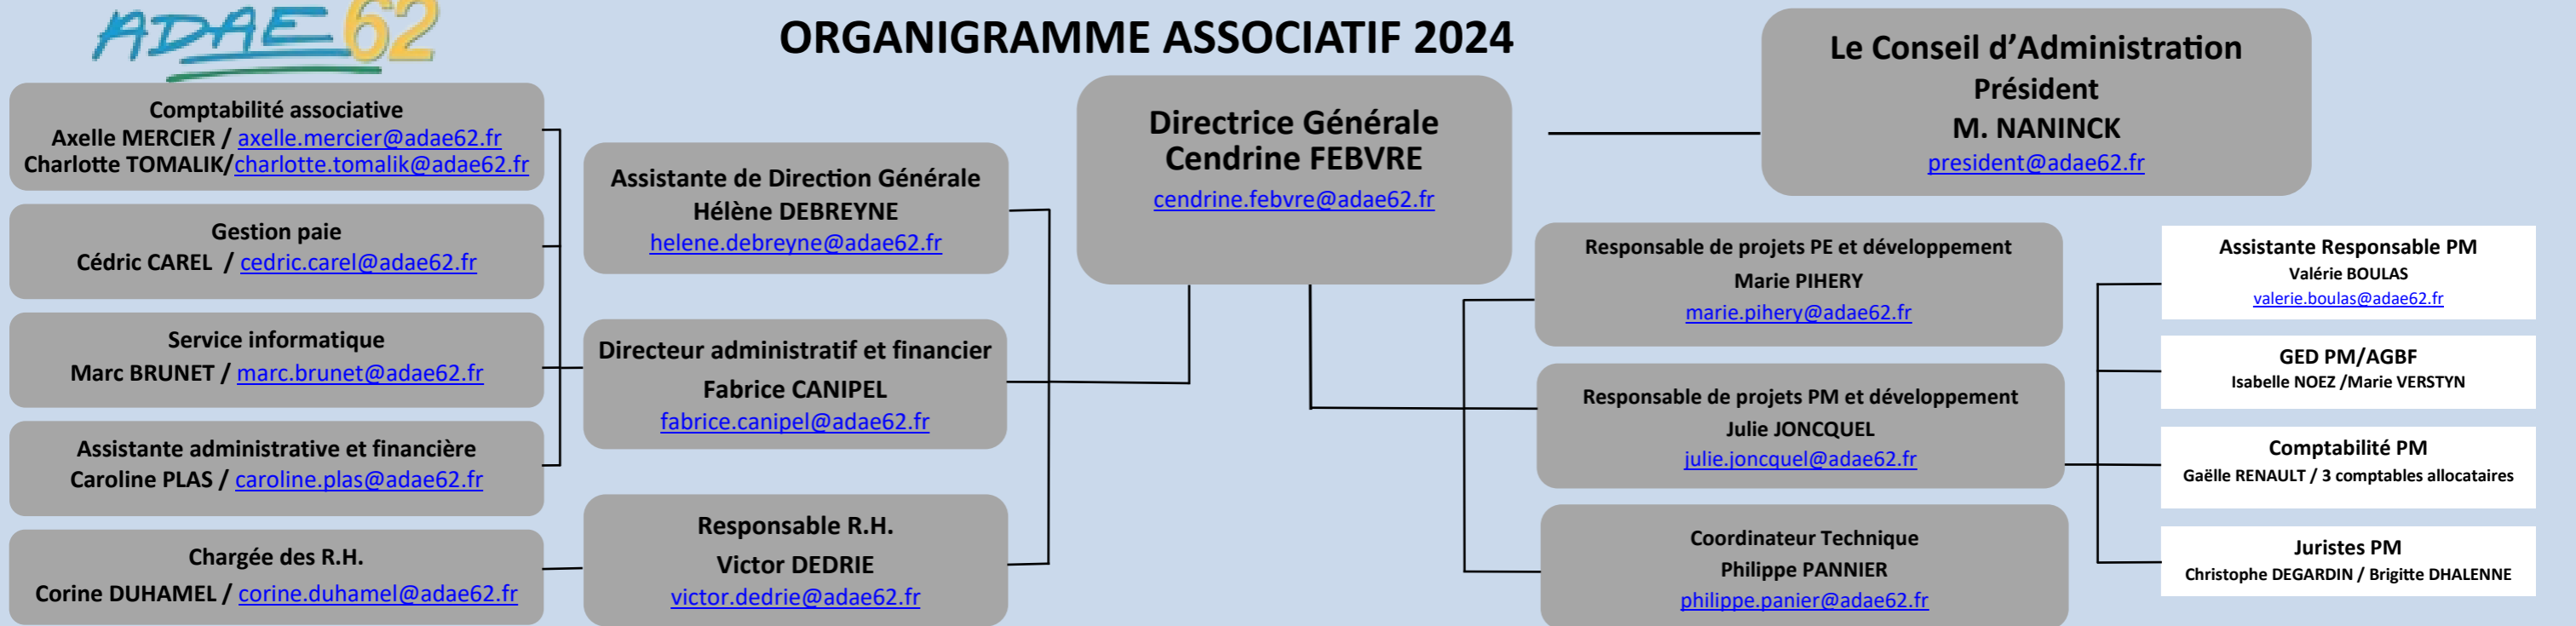 ADAE 62
ORGANIGRAMME ASSOCIATIF 2024
Le Conseil d’Administration
Président
M. NANINCK
president@adae62.fr
Directrice Générale
Cendrine FEBVRE
cendrine.febvre@adae62.fr
Comptabilité associative
Axelle MERCIER / axelle.mercier@adae62.fr
Charlotte TOMALIK/charlotte.tomalik@adae62.fr
Gestion paie
Cédric CAREL / cedric.carel@adae62.fr
Service informatique
Marc BRUNET / marc.brunet@adae62.fr
Assistante administrative et financière
Caroline PLAS / caroline.plas@adae62.fr
Chargée des R.H.
Corine DUHAMEL / corine.duhamel@adae62.fr
Assistante de Direction Générale
Hélène DEBREYNE
helene.debreyne@adae62.fr
Directeur administratif et financier
Fabrice CANIPEL
fabrice.canipel@adae62.fr
Responsable R.H.
Victor DEDRIE
victor.dedrie@adae62.fr
Responsable de projets PE et développement
Marie PIHERY
marie.pihery@adae62.fr
Responsable de projets PM et développement
Julie JONCQUEL
julie.joncquel@adae62.fr
Coordinateur Technique
Philippe PANNIER
philippe.panier@adae62.fr
Assistante Responsable PM
Valérie BOULAS
valerie.boulas@adae62.fr
GED PM/AGBF
Isabelle NOEZ /Marie VERSTYN
Comptabilité PM
Gaëlle RENAULT / 3 comptables allocataires
Juristes PM
Christophe DEGARDIN / Brigitte DHALENNE